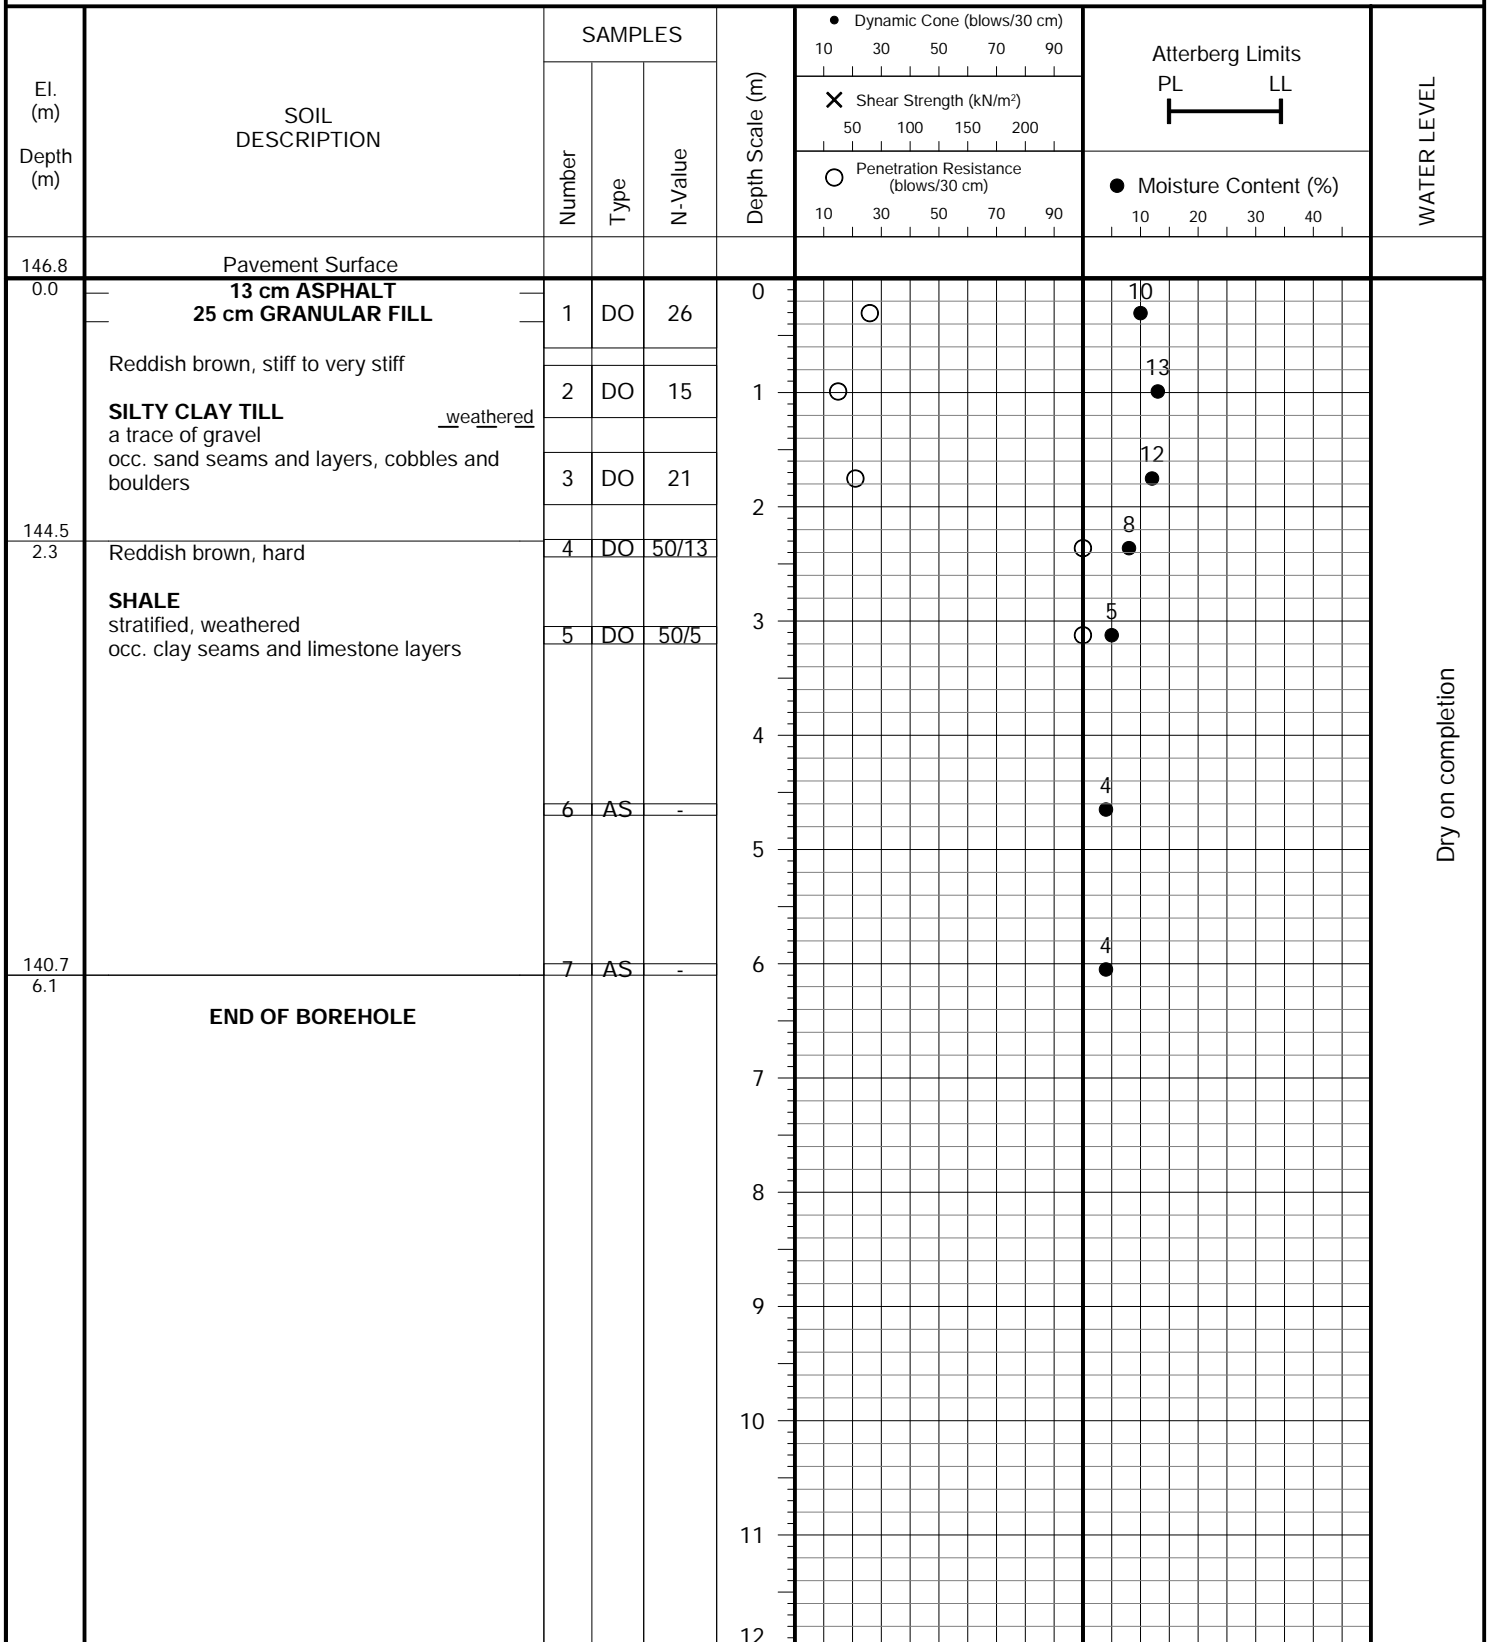 El.
(m)
Depth
(m)
SOIL
DESCRIPTION
SAMPLES
Number
Type
N-Value
Depth Scale (m)
Dynamic Cone (blows/30 cm)
10 30 50 70 90
Shear Strength (kN/m²)
50 100 150 200
Penetration Resistance
(blows/30 cm)
10 30 50 70 90
Atterberg Limits
PL LL
Moisture Content (%)
10 20 30 40
WATER LEVEL
146.8 Pavement Surface
0.0 13 cm ASPHALT 0 10
25 cm GRANULAR FILL 1 DO 26
Reddish brown, stiff to very stiff 13
2 DO 15 1
SILTY CLAY TILL weathered
a trace of gravel
occ. sand seams and layers, cobbles and 12
boulders 3 DO 21
2
144.5 8
2.3 Reddish brown, hard 4 DO 50/13
SHALE 5
stratified, weathered 3
5 DO 50/5
occ. clay seams and limestone layers
4
4
6 AS -
5
4
140.7 7 AS - 6
6.1
END OF BOREHOLE
7
8
9
10
11
12
Dry on completion